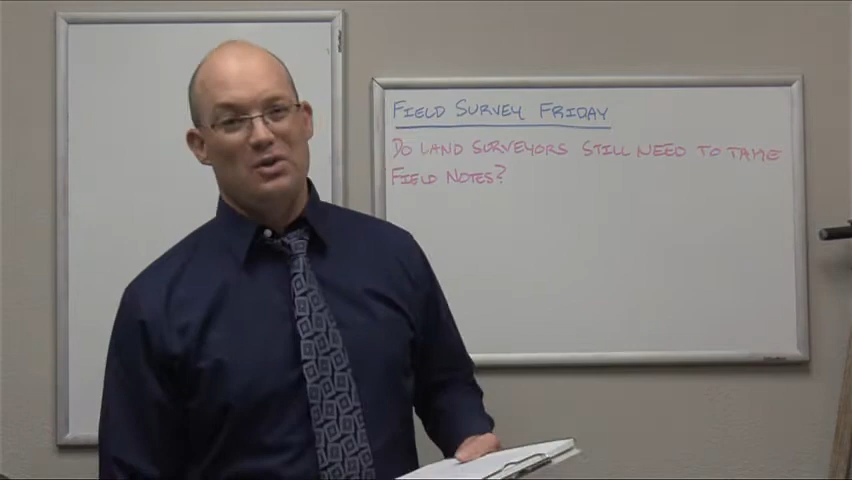 FIELD SURVEY FRIDAY
DO LAND SURVEYORS STILL NEED TO TAKE
FIELD NOTES?